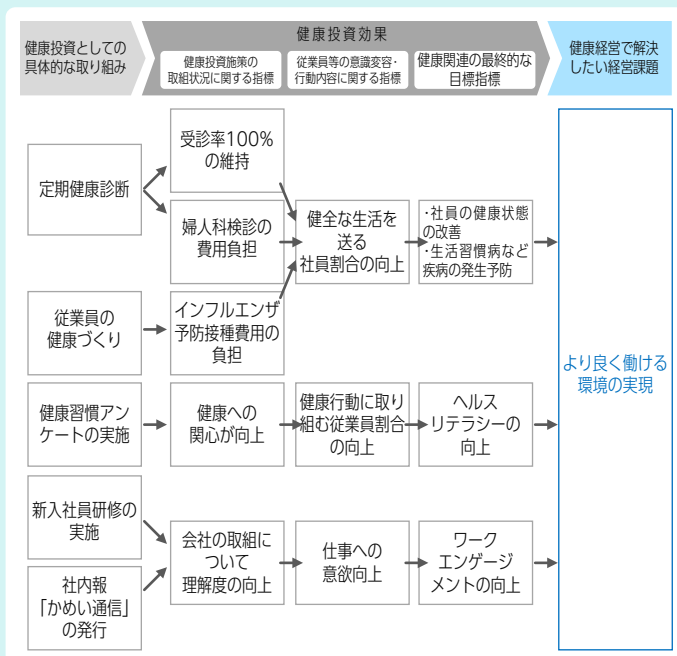 健康投資としての
具体的な取り組み
健康投資効果
健康投資施策の
取組状況に関する指標
従業員等の意識変容・
行動内容に関する指標
健康関連の最終的な
目標指標
健康経営で解決
したい経営課題
定期健康診断
受診率100%
の維持
婦人科検診の
費用負担
健全な生活を
送る
社員割合の向上
・社員の健康状態
の改善
・生活習慣病など
疾病の発生予防
従業員の
健康づくり
インフルエンザ
予防接種費用の
負担
より良く働ける
環境の実現
健康習慣アン
ケートの実施
健康への
関心が向上
健康行動に取り
組む従業員割合
の向上
ヘルス
リテラシーの
向上
新入社員研修の
実施
社内報
「かめい通信」
の発行
会社の取組に
ついて
理解度の向上
仕事への
意欲向上
ワーク
エンゲージ
メントの向上